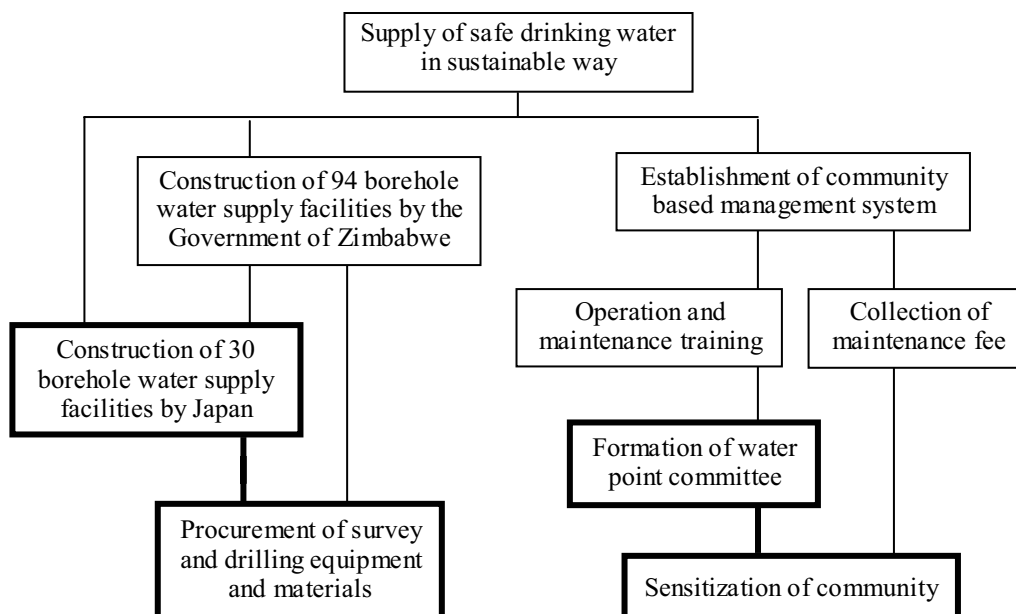 Supply of safe drinking water
in sustainable way
Construction of 94 borehole
water supply facilities by the
Government of Zimbabwe
Establishment of community
based management system
Operation and
maintenance training
Collection of
maintenance fee
Construction of 30
borehole water supply
facilities by Japan
Formation of water
point committee
Procurement of survey
and drilling equipment
and materials
Sensitization of community